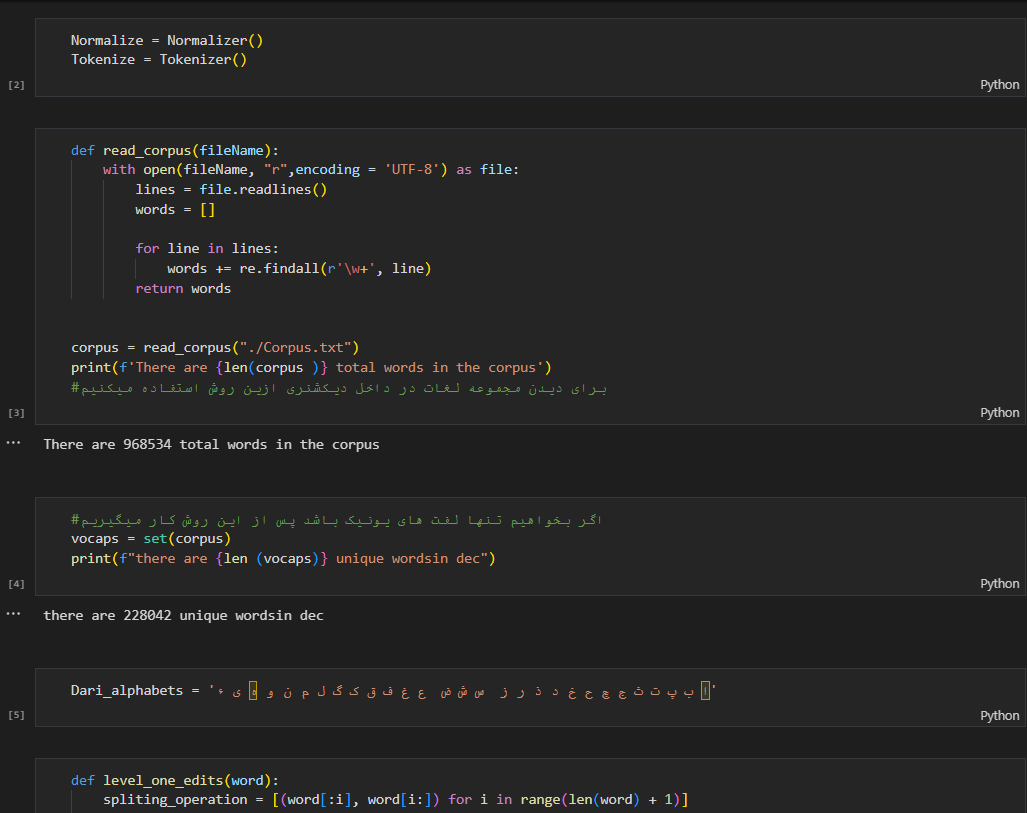 Normalize = Normalizer()
Tokenize = Tokenizer()
[2]
Python
def read_corpus(fileName):
with open(fileName, "r",encoding = 'UTF-8') as file:
lines = file.readlines()
words = []
for line in lines:
words += re.findall(r'\w+', line)
return words
corpus = read_corpus("./Corpus.txt")
print(f'There are {len(corpus )} total words in the corpus')
#برای دیدن مجموعه لغات در داخل دیکشنری ازین روش استفاده میکنیم
[3]
Python
... There are 968534 total words in the corpus
#اگر بخواهیم تنها لغت های یونیک باشد پس از این روش کار میگیریم
vocaps = set(corpus)
print(f"there are {len (vocaps)} unique wordsin dec")
[4]
Python
... there are 228042 unique wordsin dec
Dari_alphabets = 'ا ب پ ت ث ج چ ح خ د ذ ر ز  س ش ض  ع غ ف ق ک گ ل م ن و ه ی ء'
[5]
Python
def level_one_edits(word):
spliting_operation = [(word[:i], word[i:]) for i in range(len(word) + 1)]